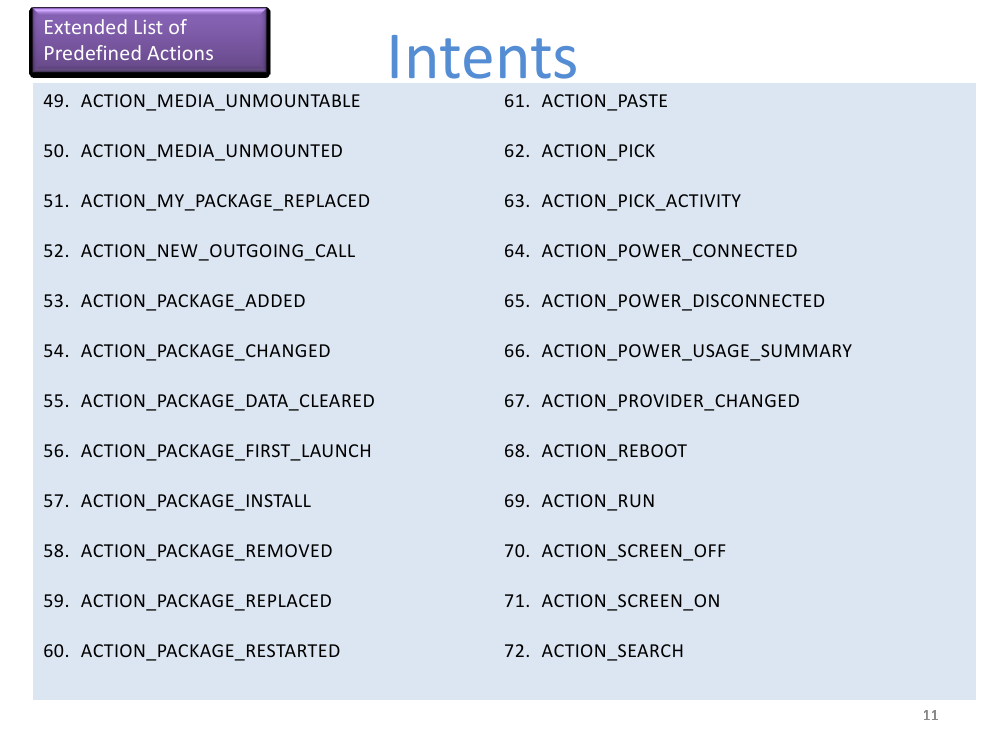 Extended List of
Predefined Actions
Intents
49. ACTION_MEDIA_UNMOUNTABLE
50. ACTION_MEDIA_UNMOUNTED
51. ACTION_MY_PACKAGE_REPLACED
52. ACTION_NEW_OUTGOING_CALL
53. ACTION_PACKAGE_ADDED
54. ACTION_PACKAGE_CHANGED
55. ACTION_PACKAGE_DATA_CLEARED
56. ACTION_PACKAGE_FIRST_LAUNCH
57. ACTION_PACKAGE_INSTALL
58. ACTION_PACKAGE_REMOVED
59. ACTION_PACKAGE_REPLACED
60. ACTION_PACKAGE_RESTARTED
61. ACTION_PASTE
62. ACTION_PICK
63. ACTION_PICK_ACTIVITY
64. ACTION_POWER_CONNECTED
65. ACTION_POWER_DISCONNECTED
66. ACTION_POWER_USAGE_SUMMARY
67. ACTION_PROVIDER_CHANGED
68. ACTION_REBOOT
69. ACTION_RUN
70. ACTION_SCREEN_OFF
71. ACTION_SCREEN_ON
72. ACTION_SEARCH
11